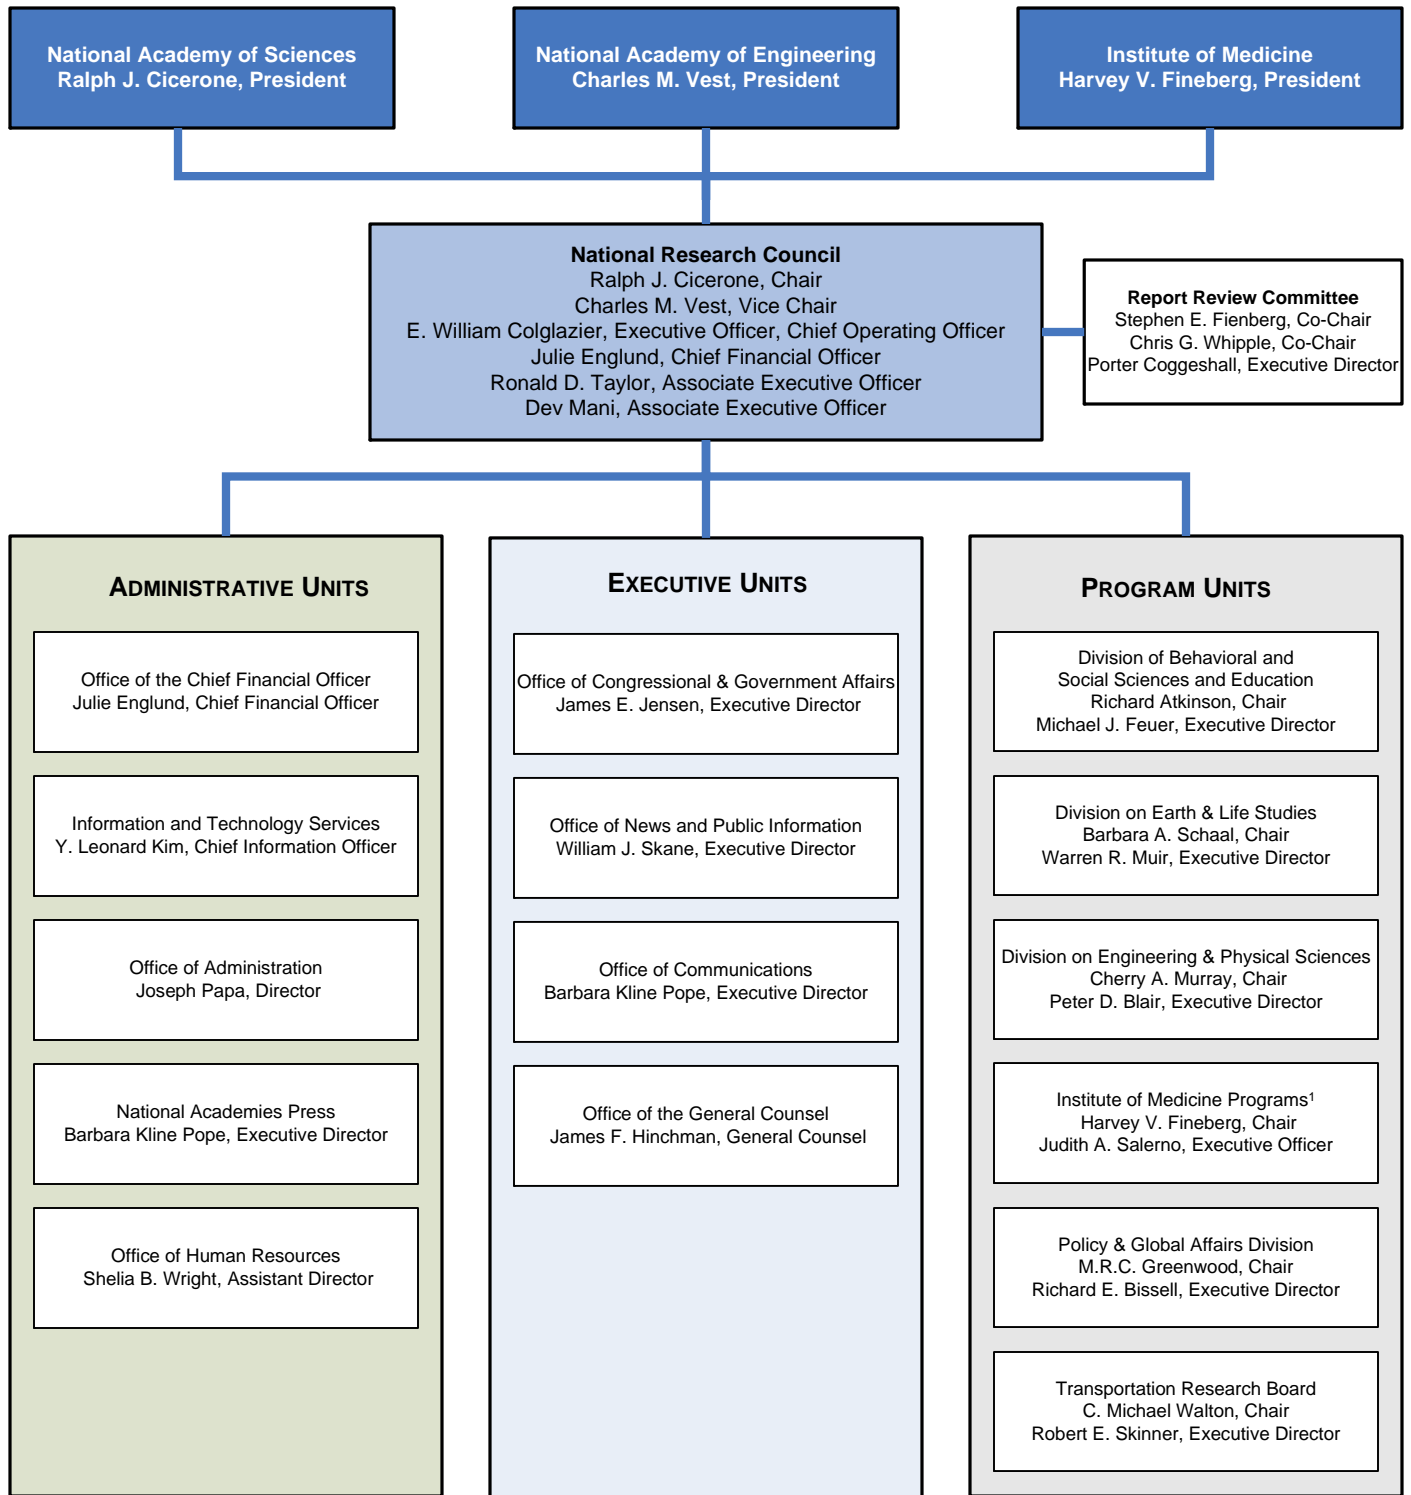 National Academy of Sciences
Ralph J. Cicerone, President
National Academy of Engineering
Charles M. Vest, President
Institute of Medicine
Harvey V. Fineberg, President
National Research Council
Ralph J. Cicerone, Chair
Charles M. Vest, Vice Chair
E. William Colglazier, Executive Officer, Chief Operating Officer
Julie Englund, Chief Financial Officer
Ronald D. Taylor, Associate Executive Officer
Dev Mani, Associate Executive Officer
Report Review Committee
Stephen E. Fienberg, Co-Chair
Chris G. Whipple, Co-Chair
Porter Coggeshall, Executive Director
ADMINISTRATIVE UNITS
Office of the Chief Financial Officer
Julie Englund, Chief Financial Officer
Information and Technology Services
Y. Leonard Kim, Chief Information Officer
Office of Administration
Joseph Papa, Director
National Academies Press
Barbara Kline Pope, Executive Director
Office of Human Resources
Shelia B. Wright, Assistant Director
EXECUTIVE UNITS
Office of Congressional & Government Affairs
James E. Jensen, Executive Director
Office of News and Public Information
William J. Skane, Executive Director
Office of Communications
Barbara Kline Pope, Executive Director
Office of the General Counsel
James F. Hinchman, General Counsel
PROGRAM UNITS
Division of Behavioral and
Social Sciences and Education
Richard Atkinson, Chair
Michael J. Feuer, Executive Director
Division on Earth & Life Studies
Barbara A. Schaal, Chair
Warren R. Muir, Executive Director
Division on Engineering & Physical Sciences
Cherry A. Murray, Chair
Peter D. Blair, Executive Director
Institute of Medicine Programs¹
Harvey V. Fineberg, Chair
Judith A. Salerno, Executive Officer
Policy & Global Affairs Division
M.R.C. Greenwood, Chair
Richard E. Bissell, Executive Director
Transportation Research Board
C. Michael Walton, Chair
Robert E. Skinner, Executive Director